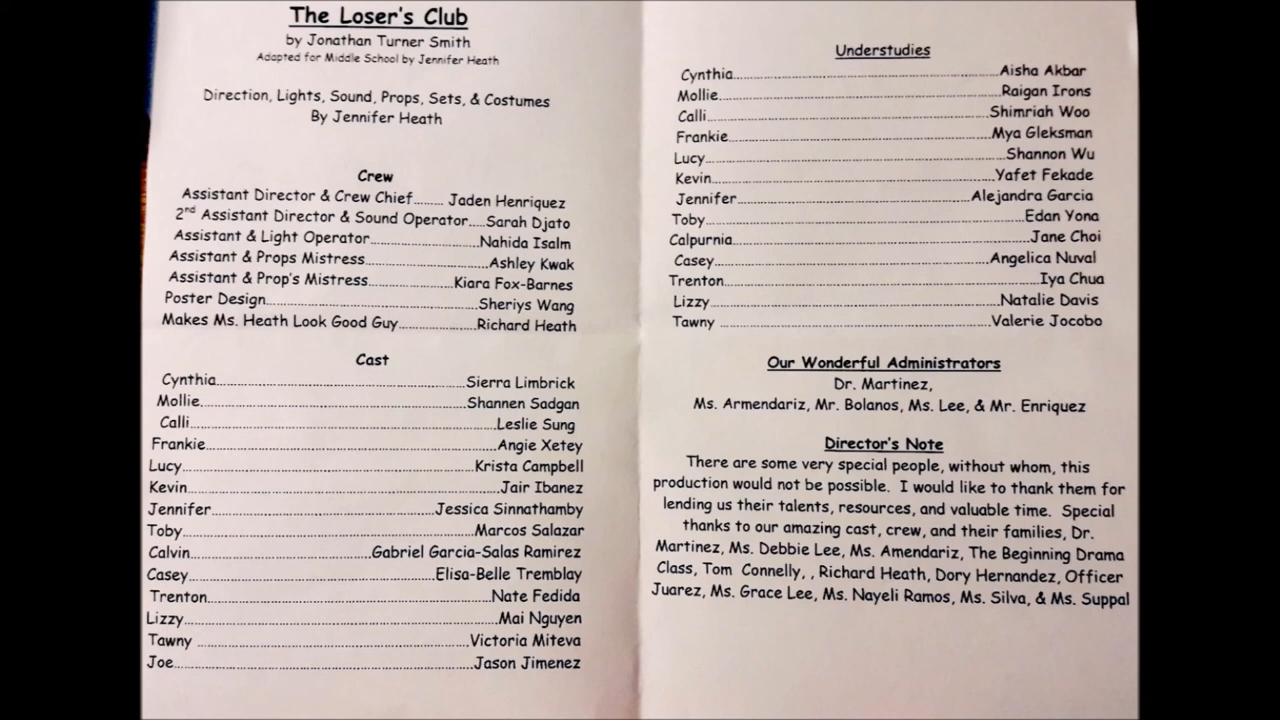 The Loser's Club
by Jonathan Turner Smith
Adapted for Middle School by Jennifer Heath
Direction, Lights, Sound, Props, Sets, & Costumes
By Jennifer Heath
Crew
Assistant Director & Crew Chief......... Jaden Henriquez
2nd Assistant Director & Sound Operator.....Sarah Djato
Assistant & Light Operator..............................Nahida Isalm
Assistant & Props Mistress..................................Ashley Kwak
Assistant & Prop's Mistress.......................Kiara Fox-Barnes
Poster Design..........................................................Sheriys Wang
Makes Ms. Heath Look Good Guy.....................Richard Heath
Cast
Cynthia....................................................................Sierra Limbrick
Mollie........................................................................Shannen Sadgan
Calli...................................................................................Leslie Sung
Frankie..............................................................................Angie Xetey
Lucy...............................................................................Krista Campbell
Kevin....................................................................................Jair Ibanez
Jennifer............................................................Jessica Sinnathamby
Toby..................................................................................Marcos Salazar
Calvin.................................................Gabriel Garcia-Salas Ramirez
Casey..................................................................Elisa-Belle Tremblay
Trenton.............................................................................Nate Fedida
Lizzy.....................................................................................Mai Nguyen
Tawny ..........................................................................Victoria Miteva
Joe...................................................................................Jason Jimenez
Understudies
Cynthia........................................................................Aisha Akbar
Mollie..............................................................................Raigan Irons
Calli..............................................................................Shimriah Woo
Frankie.........................................................................Mya Gleksman
Lucy.................................................................................Shannon Wu
Kevin.............................................................................Yafet Fekade
Jennifer................................................................Alejandra Garcia
Toby......................................................................................Edan Yona
Calpurnia...................................................................................Jane Choi
Casey............................................................................Angelica Nuval
Trenton.....................................................................................Iya Chua
Lizzy................................................................................Natalie Davis
Tawny ............................................................................Valerie Jocobo
Our Wonderful Administrators
Dr. Martinez,
Ms. Armendariz, Mr. Bolanos, Ms. Lee, & Mr. Enriquez
Director's Note
There are some very special people, without whom, this
production would not be possible. I would like to thank them for
lending us their talents, resources, and valuable time. Special
thanks to our amazing cast, crew, and their families, Dr.
Martinez, Ms. Debbie Lee, Ms. Amendariz, The Beginning Drama
Class, Tom Connelly, , Richard Heath, Dory Hernandez, Officer
Juarez, Ms. Grace Lee, Ms. Nayeli Ramos, Ms. Silva, & Ms. Suppal